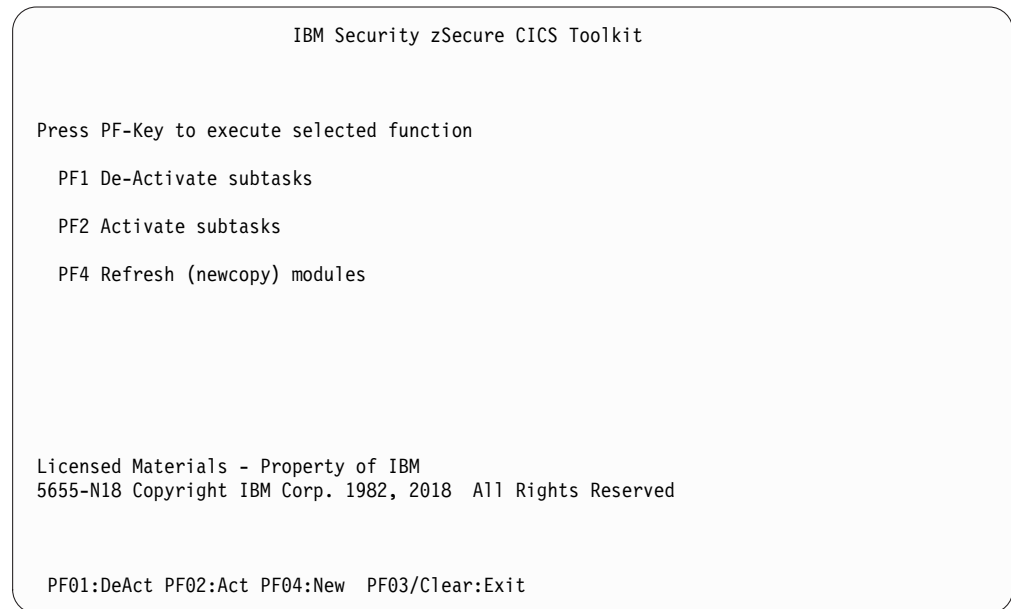 IBM Security zSecure CICS Toolkit
Press PF-Key to execute selected function
PF1 De-Activate subtasks
PF2 Activate subtasks
PF4 Refresh (newcopy) modules
Licensed Materials - Property of IBM
5655-N18 Copyright IBM Corp. 1982, 2018 All Rights Reserved
PF01:DeAct PF02:Act PF04:New PF03/Clear:Exit